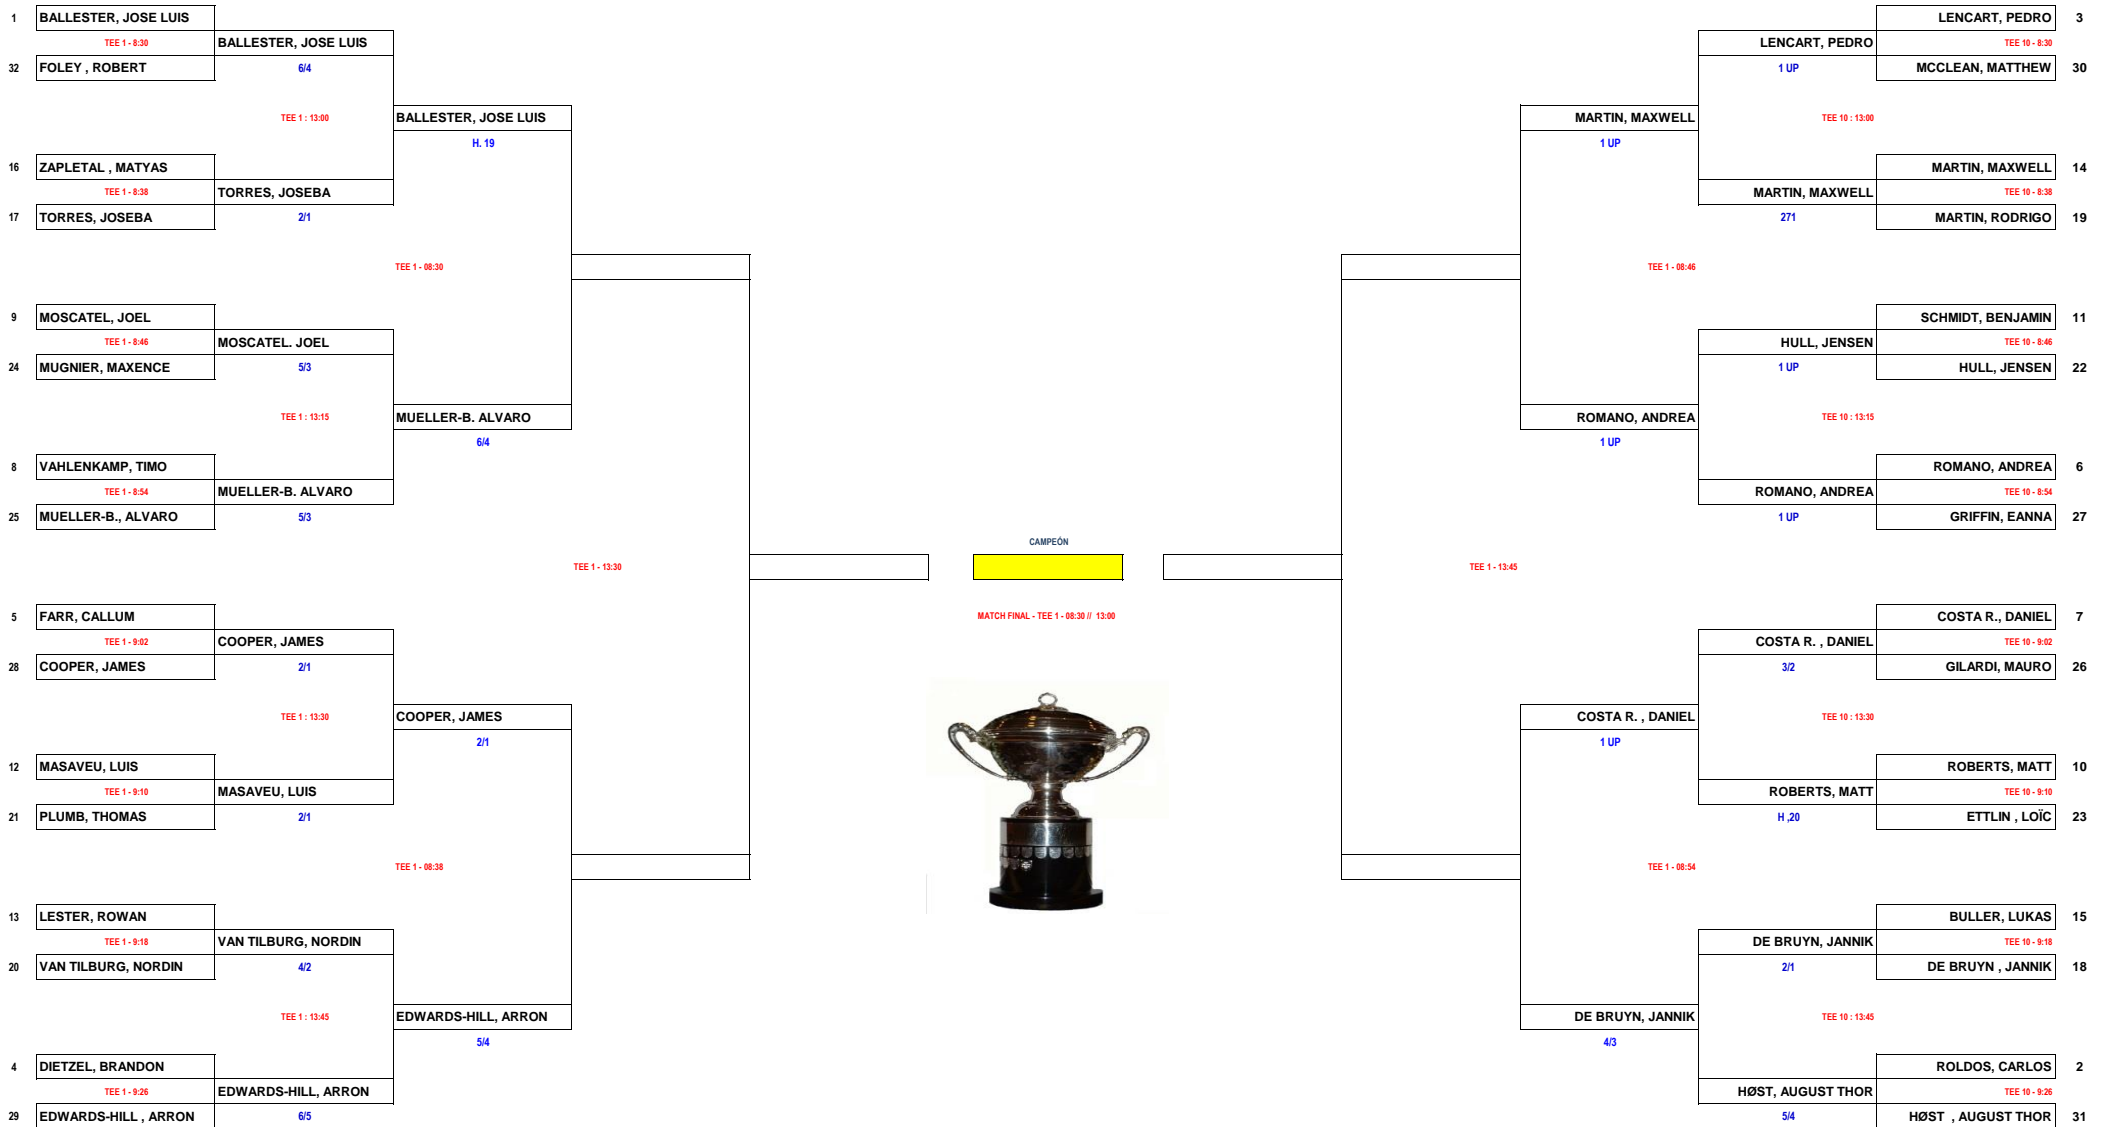 1 BALLESTER, JOSE LUIS
TEE 1 - 8:30
32 FOLEY , ROBERT
BALLESTER, JOSE LUIS
6/4
TEE 1 : 13:00
16 ZAPLETAL , MATYAS
TEE 1 - 8:38
17 TORRES, JOSEBA
TORRES, JOSEBA
2/1
BALLESTER, JOSE LUIS
H. 19
TEE 1 - 08:30
9 MOSCATEL, JOEL
TEE 1 - 8:46
24 MUGNIER, MAXENCE
MOSCATEL. JOEL
5/3
TEE 1 : 13:15
8 VAHLENKAMP, TIMO
TEE 1 - 8:54
25 MUELLER-B., ALVARO
MUELLER-B. ALVARO
5/3
MUELLER-B. ALVARO
6/4
TEE 1 - 13:30
5 FARR, CALLUM
TEE 1 - 9:02
28 COOPER, JAMES
COOPER, JAMES
2/1
TEE 1 : 13:30
12 MASAVEU, LUIS
TEE 1 - 9:10
21 PLUMB, THOMAS
MASAVEU, LUIS
2/1
COOPER, JAMES
2/1
TEE 1 - 08:38
13 LESTER, ROWAN
TEE 1 - 9:18
20 VAN TILBURG, NORDIN
VAN TILBURG, NORDIN
4/2
TEE 1 : 13:45
4 DIETZEL, BRANDON
TEE 1 - 9:26
29 EDWARDS-HILL , ARRON
EDWARDS-HILL, ARRON
6/5
EDWARDS-HILL, ARRON
5/4
CAMPEÓN
MATCH FINAL - TEE 1 - 08:30 // 13:00
LENCART, PEDRO 3
TEE 10 - 8:30
MCCLEAN, MATTHEW 30
LENCART, PEDRO
1 UP
TEE 10 : 13:00
MARTIN, MAXWELL 14
TEE 10 - 8:38
MARTIN, RODRIGO 19
MARTIN, MAXWELL
271
MARTIN, MAXWELL
1 UP
TEE 1 - 08:46
SCHMIDT, BENJAMIN 11
TEE 10 - 8:46
HULL, JENSEN 22
HULL, JENSEN
1 UP
TEE 10 : 13:15
ROMANO, ANDREA 6
TEE 10 - 8:54
GRIFFIN, EANNA 27
ROMANO, ANDREA
1 UP
ROMANO, ANDREA
1 UP
TEE 1 - 13:45
COSTA R., DANIEL 7
TEE 10 - 9:02
GILARDI, MAURO 26
COSTA R. , DANIEL
3/2
TEE 10 : 13:30
ROBERTS, MATT 10
TEE 10 - 9:10
ETTLIN , LOÏC 23
ROBERTS, MATT
H ,20
COSTA R. , DANIEL
1 UP
TEE 1 - 08:54
BULLER, LUKAS 15
TEE 10 - 9:18
DE BRUYN , JANNIK 18
DE BRUYN, JANNIK
2/1
TEE 10 : 13:45
ROLDOS, CARLOS 2
TEE 10 - 9:26
HØST , AUGUST THOR 31
HØST, AUGUST THOR
5/4
DE BRUYN, JANNIK
4/3